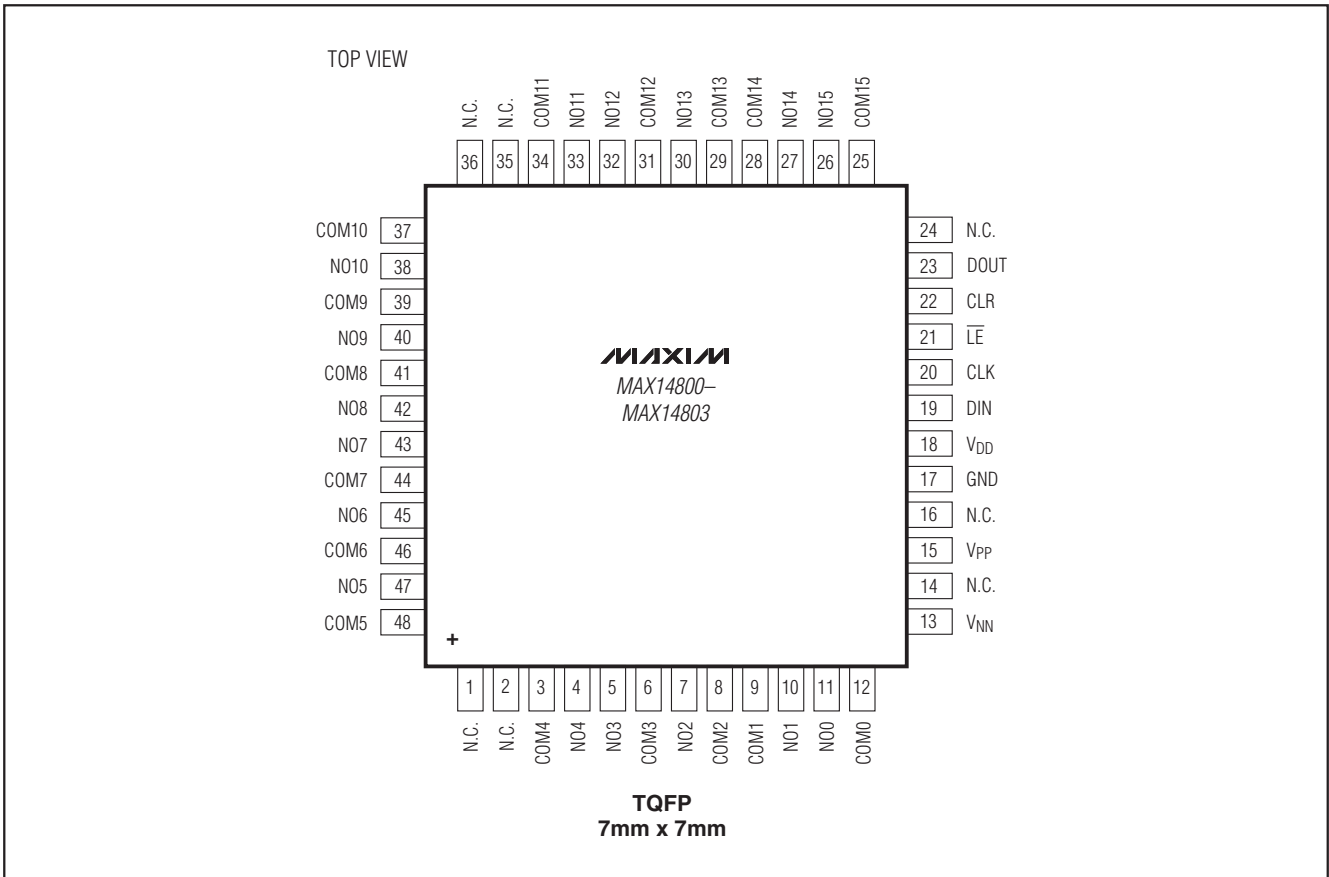 TOP VIEW
N.C.
N.C.
COM11
NO11
NO12
COM12
NO13
COM13
COM14
NO14
NO15
COM15
36 35 34 33 32 31 30 29 28 27 26 25
COM10 37
NO10 38
COM9 39
NO9 40
COM8 41
NO8 42
NO7 43
COM7 44
NO6 45
COM6 46
NO5 47
COM5 48
MAXIM
MAX14800–
MAX14803
24 N.C.
23 DOUT
22 CLR
21 L̅E̅
20 CLK
19 DIN
18 VDD
17 GND
16 N.C.
15 VPP
14 N.C.
13 VNN
+
1 2 3 4 5 6 7 8 9 10 11 12
N.C.
N.C.
COM4
NO4
NO3
COM3
NO2
COM2
COM1
NO1
NO0
COM0
TQFP
7mm x 7mm